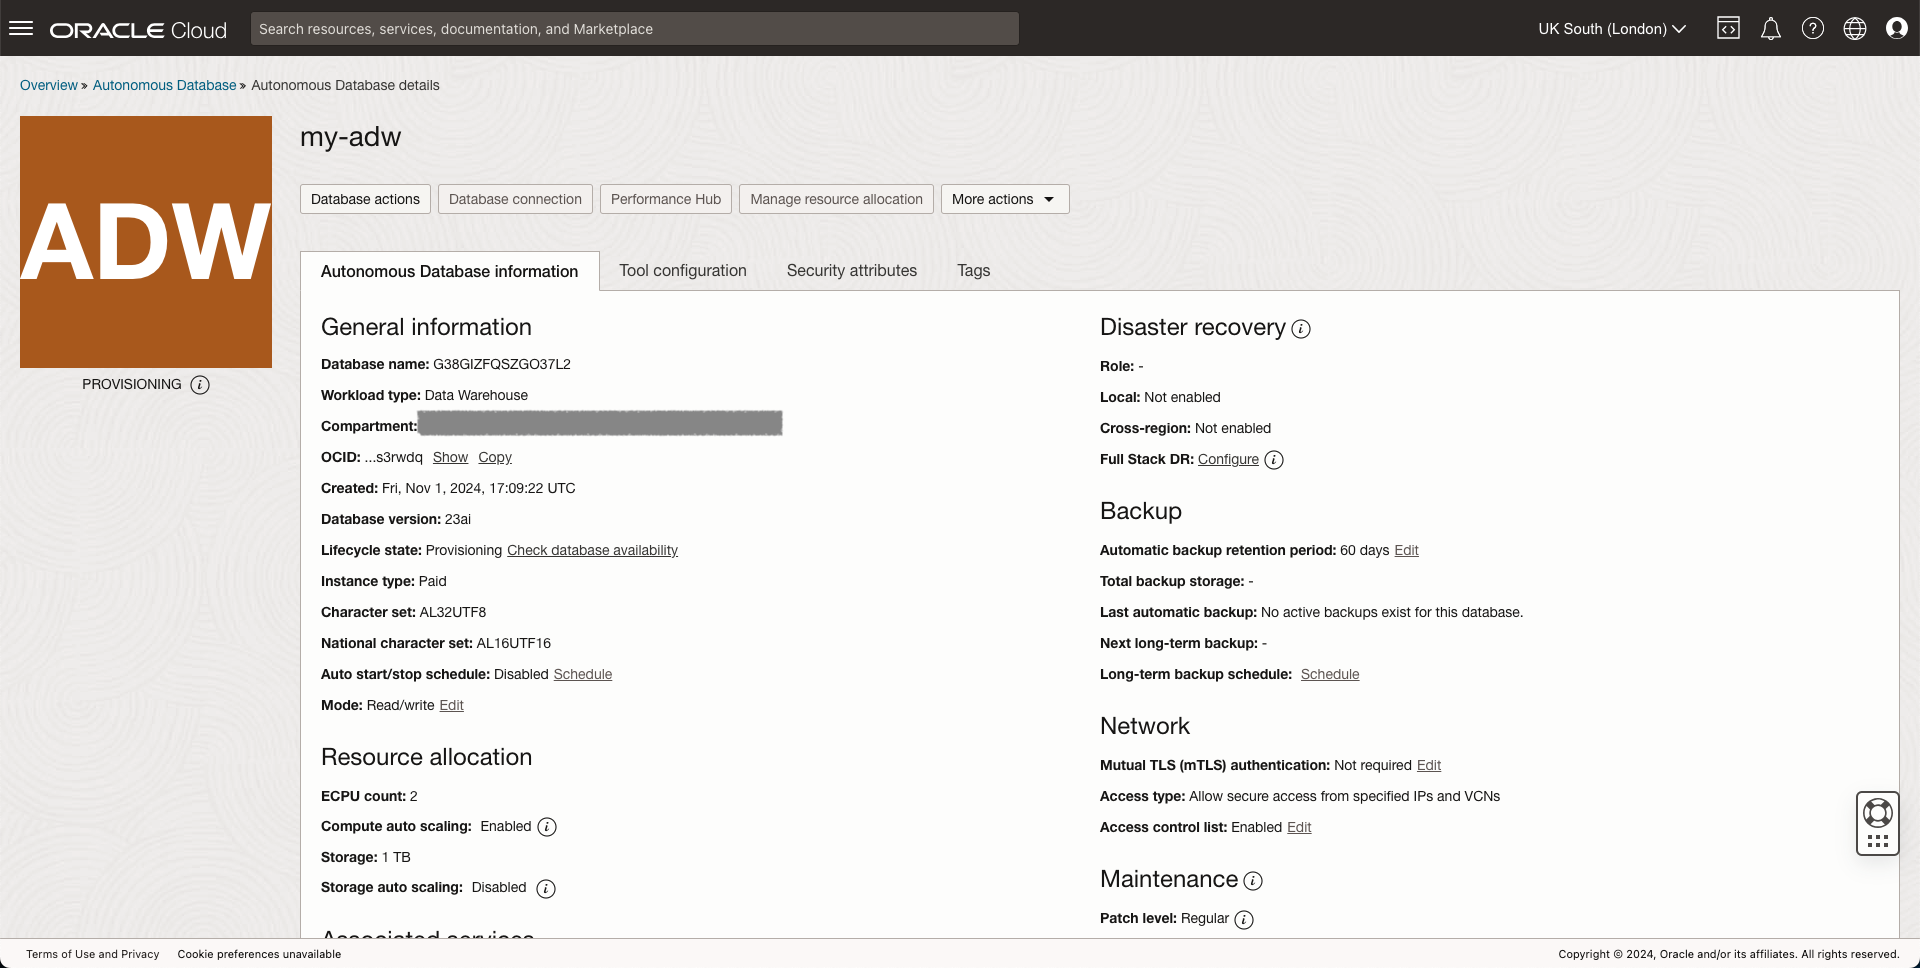 ORACLE Cloud
Search resources, services, documentation, and Marketplace
UK South (London)
Overview » Autonomous Database » Autonomous Database details
ADW
PROVISIONING
my-adw
Database actions
Database connection
Performance Hub
Manage resource allocation
More actions
Autonomous Database information
Tool configuration
Security attributes
Tags
General information
Database name: G38GIZFQSZGO37L2
Workload type: Data Warehouse
Compartment:
OCID: ...s3rwdq Show Copy
Created: Fri, Nov 1, 2024, 17:09:22 UTC
Database version: 23ai
Lifecycle state: Provisioning Check database availability
Instance type: Paid
Character set: AL32UTF8
National character set: AL16UTF16
Auto start/stop schedule: Disabled Schedule
Mode: Read/write Edit
Resource allocation
ECPU count: 2
Compute auto scaling: Enabled
Storage: 1 TB
Storage auto scaling: Disabled
Associated services
Disaster recovery
Role: -
Local: Not enabled
Cross-region: Not enabled
Full Stack DR: Configure
Backup
Automatic backup retention period: 60 days Edit
Total backup storage: -
Last automatic backup: No active backups exist for this database.
Next long-term backup: -
Long-term backup schedule: Schedule
Network
Mutual TLS (mTLS) authentication: Not required Edit
Access type: Allow secure access from specified IPs and VCNs
Access control list: Enabled Edit
Maintenance
Patch level: Regular
Terms of Use and Privacy
Cookie preferences unavailable
Copyright © 2024, Oracle and/or its affiliates. All rights reserved.